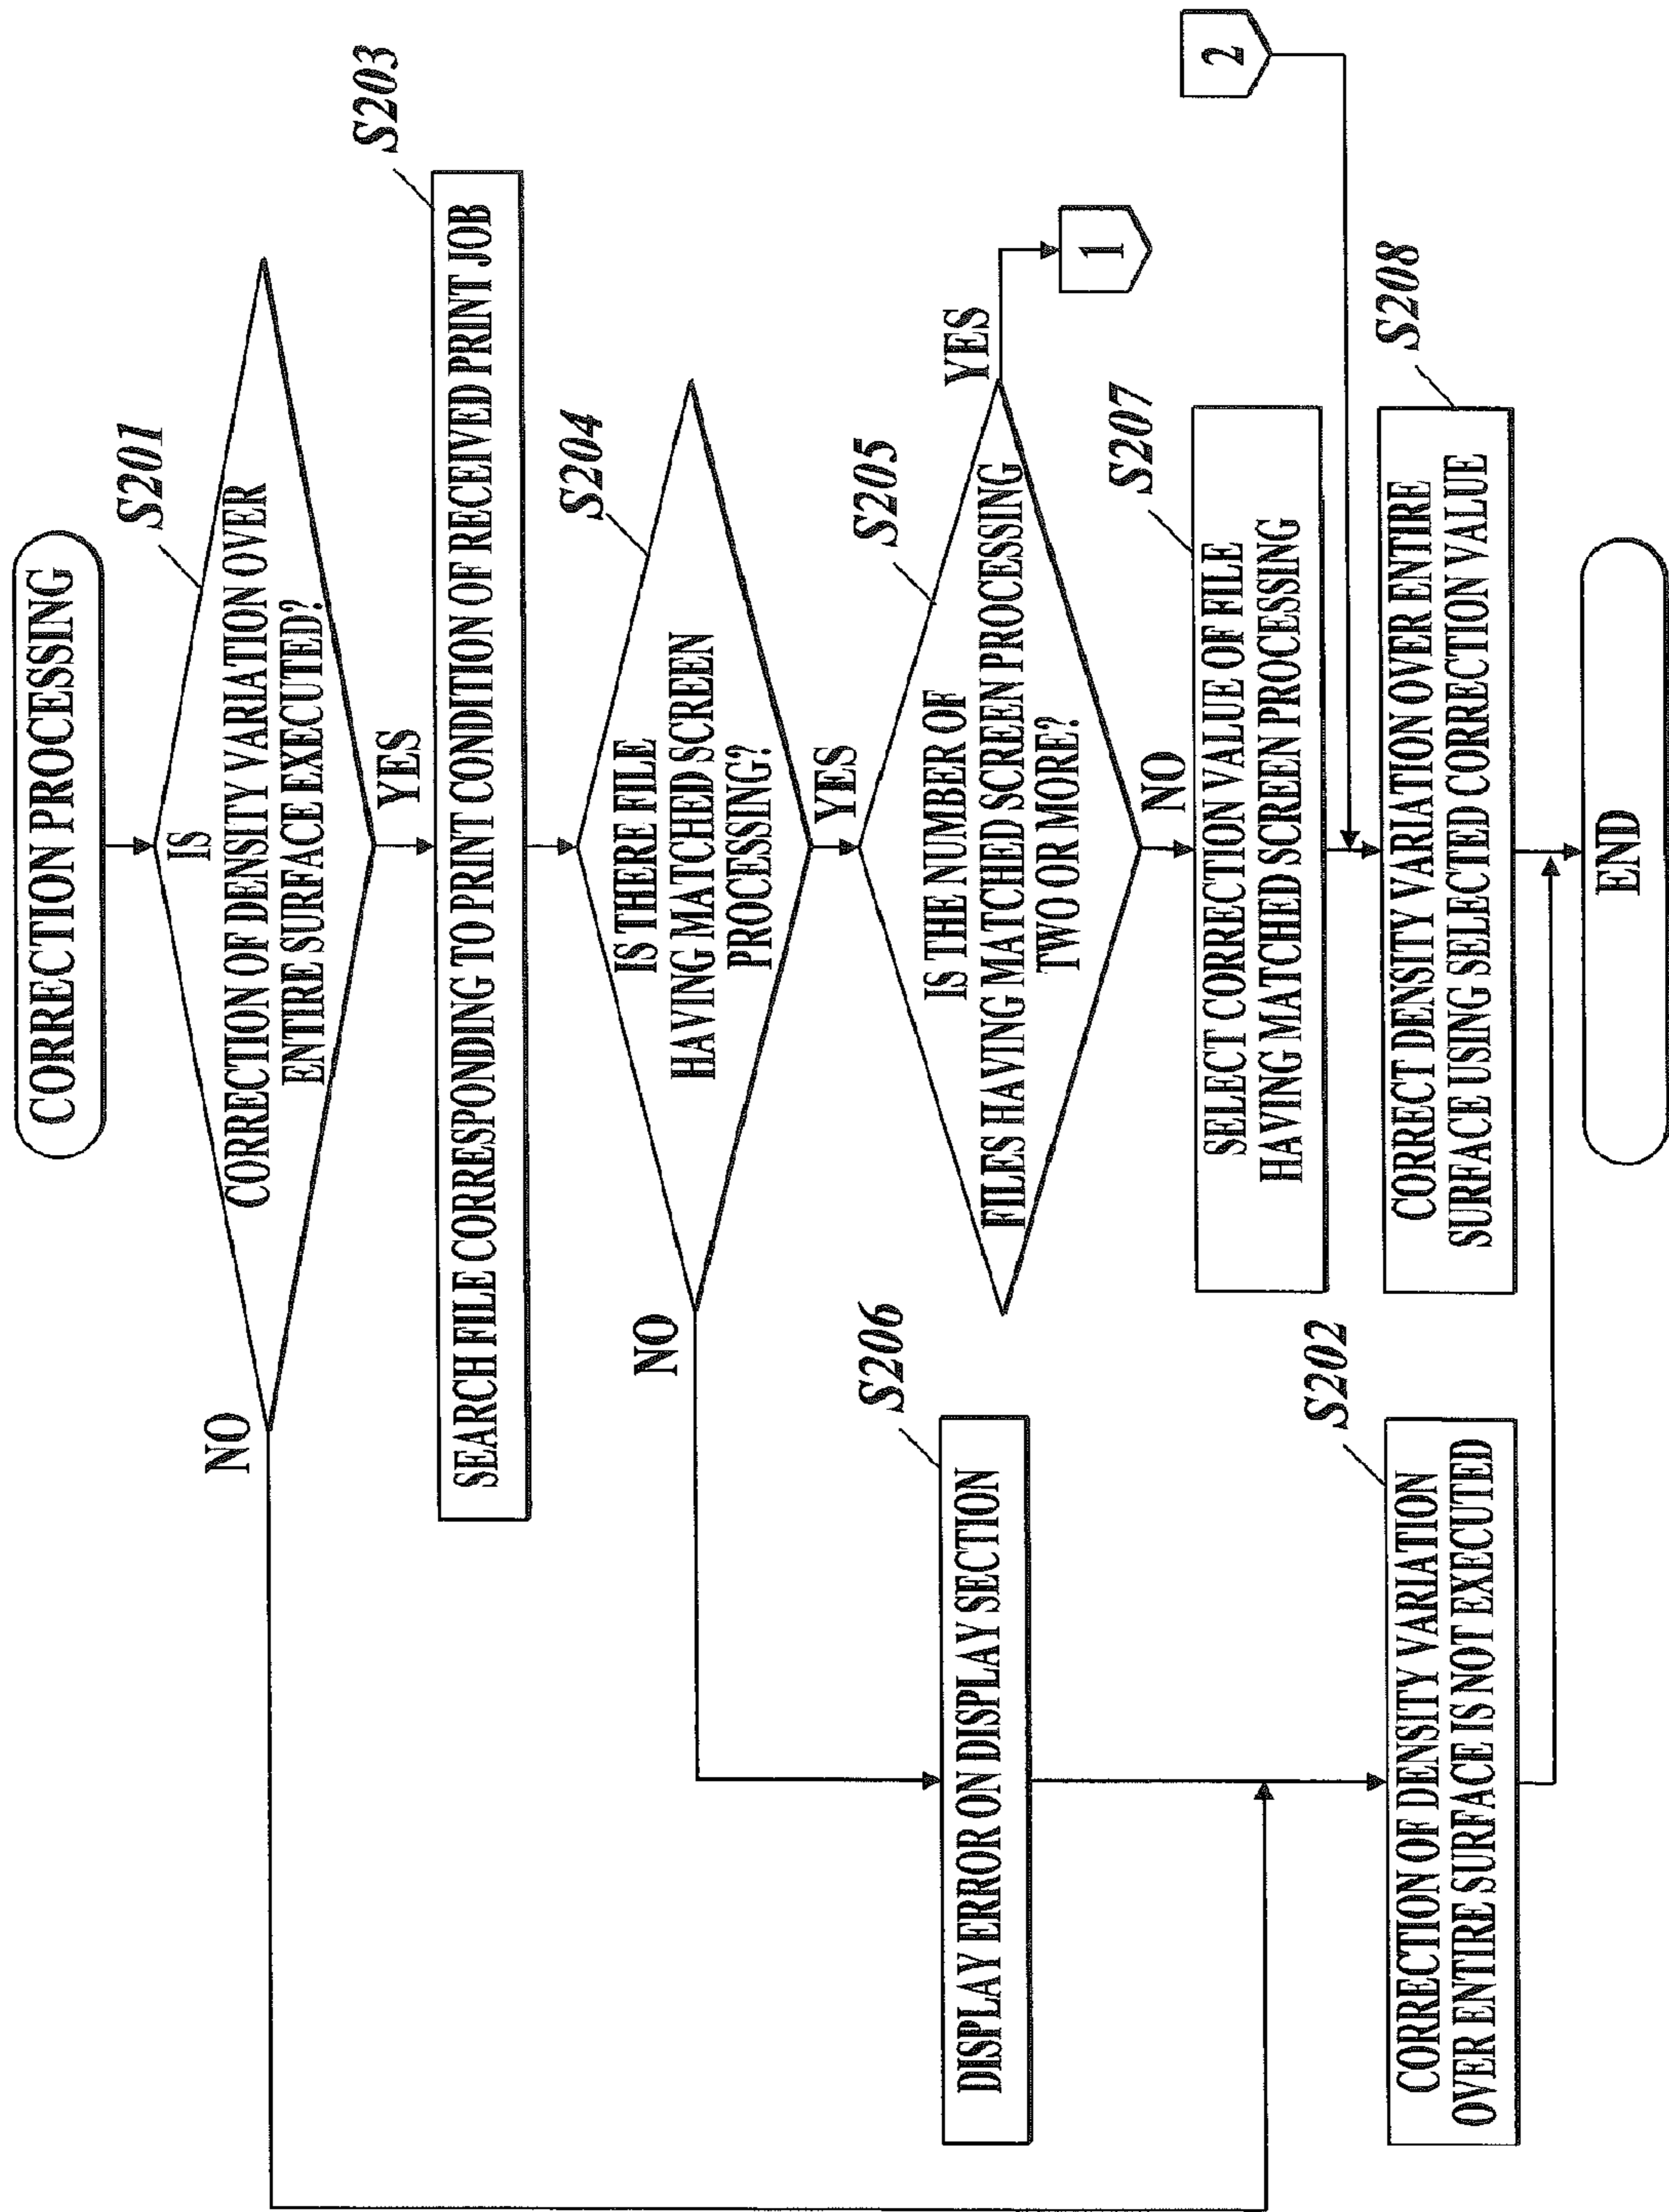 CORRECTION PROCESSING
S201
IS
CORRECTION OF DENSITY VARIATION OVER
ENTIRE SURFACE EXECUTED?
NO
YES
S203
SEARCH FILE CORRESPONDING TO PRINT CONDITION OF RECEIVED PRINT JOB
S204
IS THERE FILE
HAVING MATCHED SCREEN
PROCESSING?
NO
YES
S205
IS THE NUMBER OF
FILES HAVING MATCHED SCREEN PROCESSING
TWO OR MORE?
YES
1
NO
S206
DISPLAY ERROR ON DISPLAY SECTION
S207
SELECT CORRECTION VALUE OF FILE
HAVING MATCHED SCREEN PROCESSING
2
S202
CORRECTION OF DENSITY VARIATION
OVER ENTIRE SURFACE IS NOT EXECUTED
S208
CORRECT DENSITY VARIATION OVER ENTIRE
SURFACE USING SELECTED CORRECTION VALUE
END